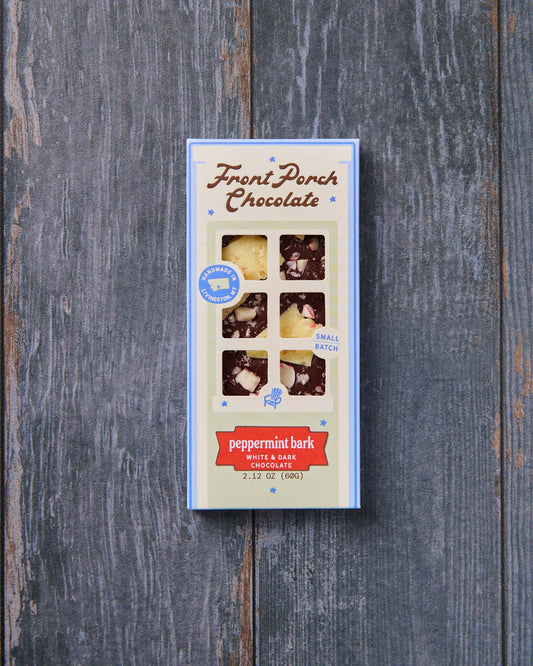 Front Porch
Chocolate
HANDMADE IN
LIVINGSTON, MT
SMALL
BATCH
peppermint bark
WHITE & DARK
CHOCOLATE
2.12 OZ (60G)